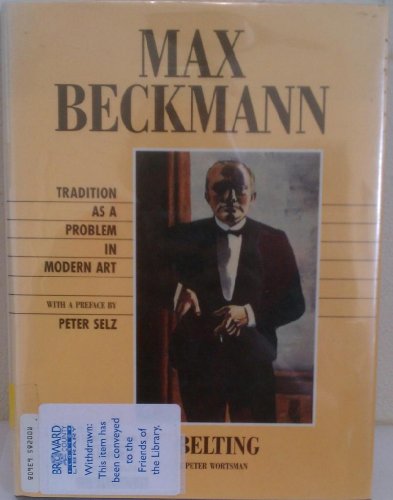 MAX
BECKMANN
TRADITION
AS A
PROBLEM
IN
MODERN ART
WITH A PREFACE BY
PETER SELZ
BELTING
PETER WORTSMAN
BROWARD
COUNTY
LIBRARY
Withdrawn:
This item has
been conveyed
to the
Friends of
the Library.